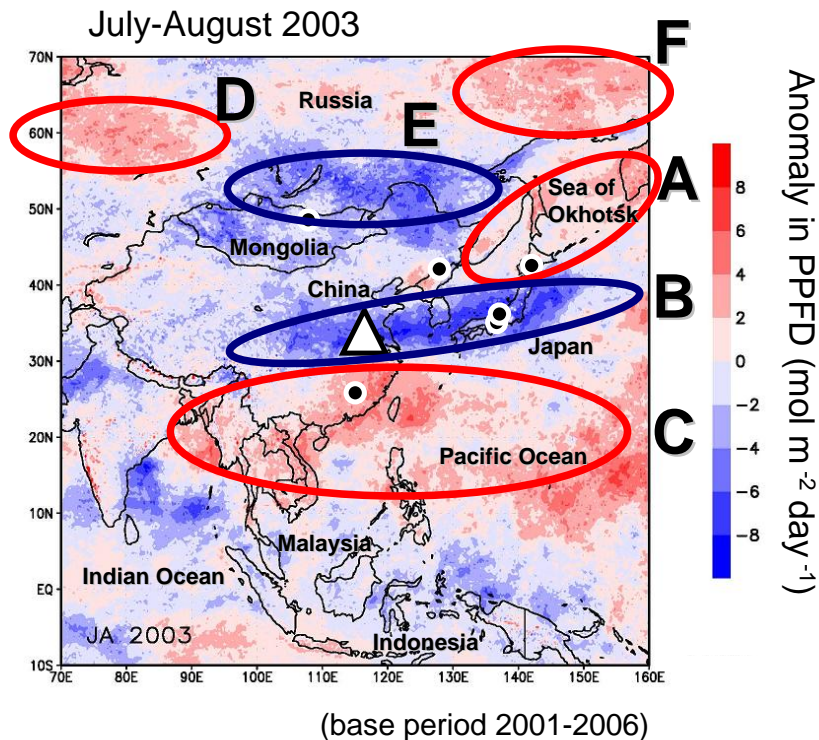 July-August 2003
70N
60N
50N
40N
30N
20N
10N
EQ
10S
70E 80E 90E 100E 110E 120E 130E 140E 150E 160E
F
D
Russia
E
A
Sea of
Okhotsk
Mongolia
China
B
Japan
C
Pacific Ocean
Malaysia
Indian Ocean
Indonesia
JA 2003
8
6
4
2
0
−2
−4
−6
−8
Anomaly in PPFD (mol m -2 day-1)
(base period 2001-2006)